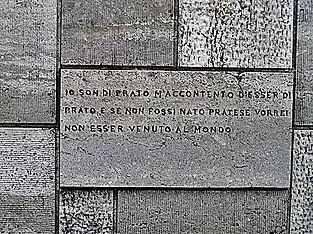 IO SON DI PRATO M'ACCONTENTO D'ESSER DI
PRATO E SE NON FOSSI NATO PRATESE VORREI
NON ESSER VENUTO AL MONDO